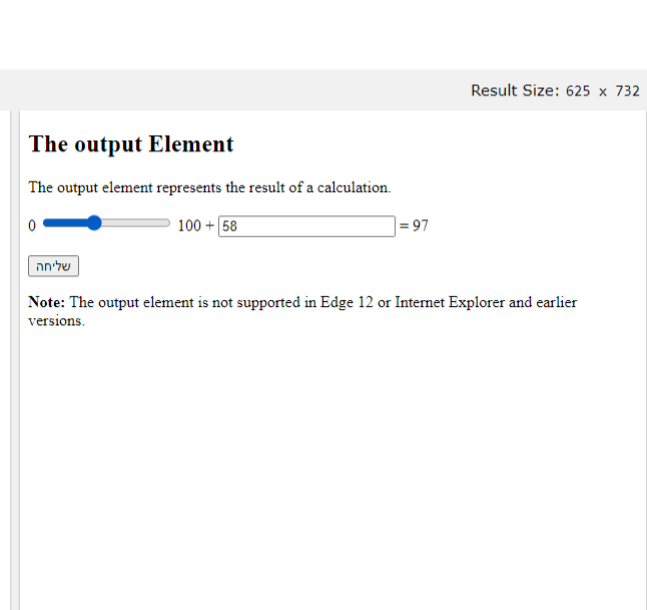 Result Size: 625 x 732
The output Element
The output element represents the result of a calculation.
0 100 + 58 = 97
שליחה
Note: The output element is not supported in Edge 12 or Internet Explorer and earlier
versions.